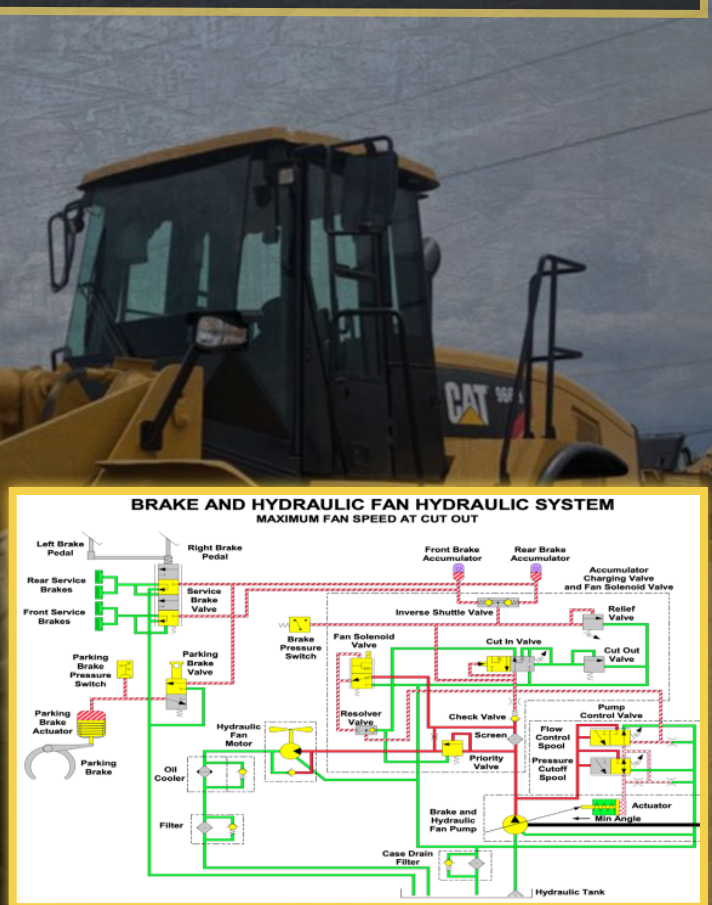 CAT 966
BRAKE AND HYDRAULIC FAN HYDRAULIC SYSTEM
MAXIMUM FAN SPEED AT CUT OUT
Left Brake
Pedal
Right Brake
Pedal
Front Brake
Accumulator
Rear Brake
Accumulator
Accumulator
Charging Valve
and Fan Solenoid Valve
Rear Service
Brakes
Service
Brake
Valve
Front Service
Brakes
Inverse Shuttle Valve
Relief
Valve
Brake
Pressure
Switch
Fan Solenoid
Valve
Cut In Valve
Cut Out
Valve
Parking
Brake
Pressure
Switch
Parking
Brake
Valve
Parking
Brake
Actuator
Parking
Brake
Hydraulic
Fan
Motor
Resolver
Valve
Check Valve
Screen
Priority
Valve
Pump
Control Valve
Flow
Control
Spool
Pressure
Cutoff
Spool
Oil
Cooler
Filter
Brake and
Hydraulic
Fan Pump
Actuator
Min Angle
Case Drain
Filter
Hydraulic Tank